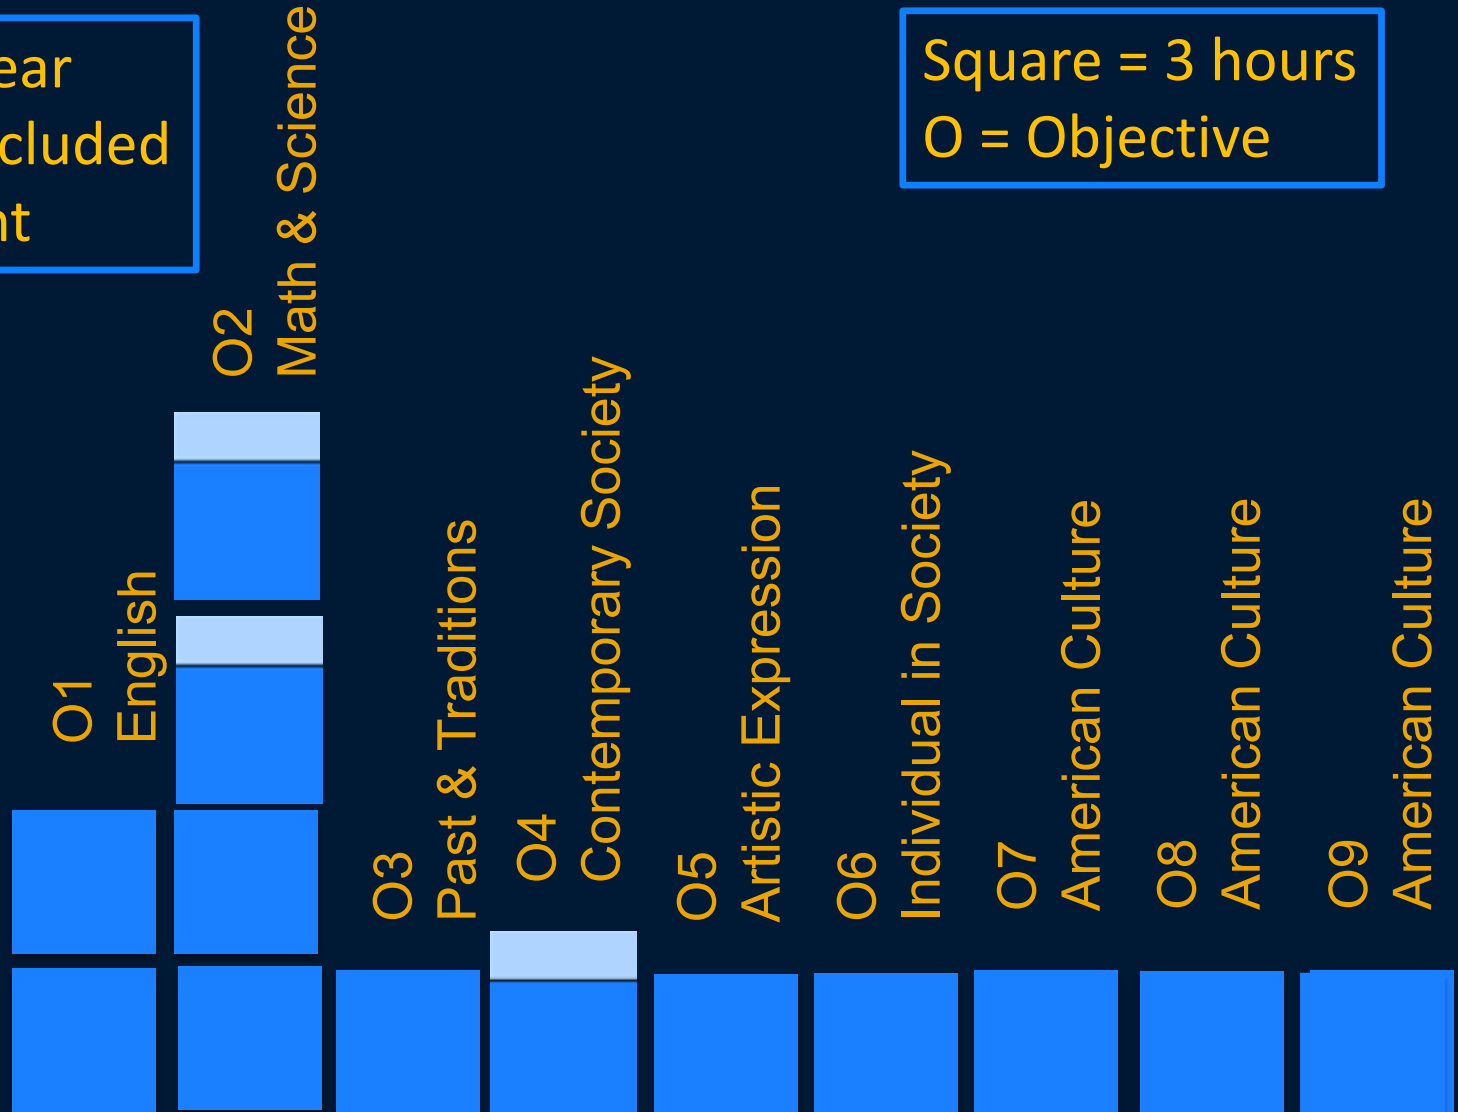 ear
cluded
nt
Square = 3 hours
O = Objective
O1
English
O2
Math & Science
O3
Past & Traditions
O4
Contemporary Society
O5
Artistic Expression
O6
Individual in Society
O7
American Culture
O8
American Culture
O9
American Culture